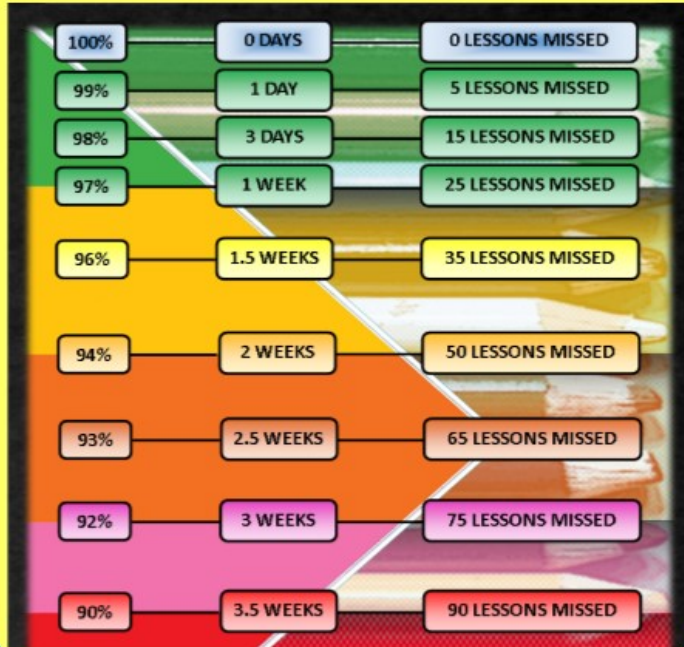 100% 0 DAYS 0 LESSONS MISSED
99% 1 DAY 5 LESSONS MISSED
98% 3 DAYS 15 LESSONS MISSED
97% 1 WEEK 25 LESSONS MISSED
96% 1.5 WEEKS 35 LESSONS MISSED
94% 2 WEEKS 50 LESSONS MISSED
93% 2.5 WEEKS 65 LESSONS MISSED
92% 3 WEEKS 75 LESSONS MISSED
90% 3.5 WEEKS 90 LESSONS MISSED